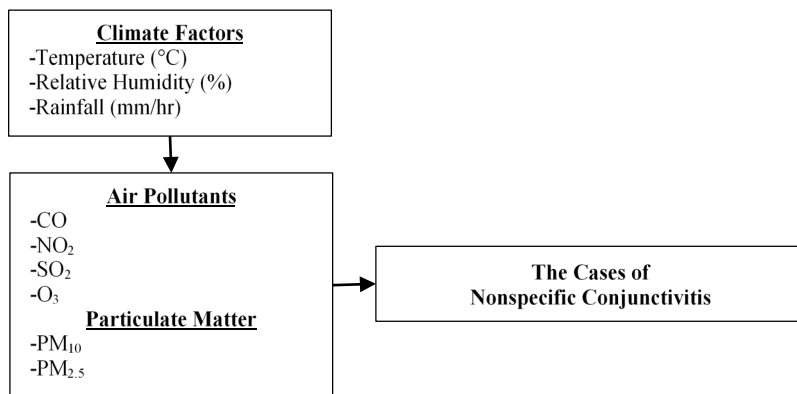 Climate Factors
-Temperature (°C)
-Relative Humidity (%)
-Rainfall (mm/hr)
Air Pollutants
-CO
-NO₂
-SO₂
-O₃
Particulate Matter
-PM₁₀
-PM₂.₅
The Cases of
Nonspecific Conjunctivitis